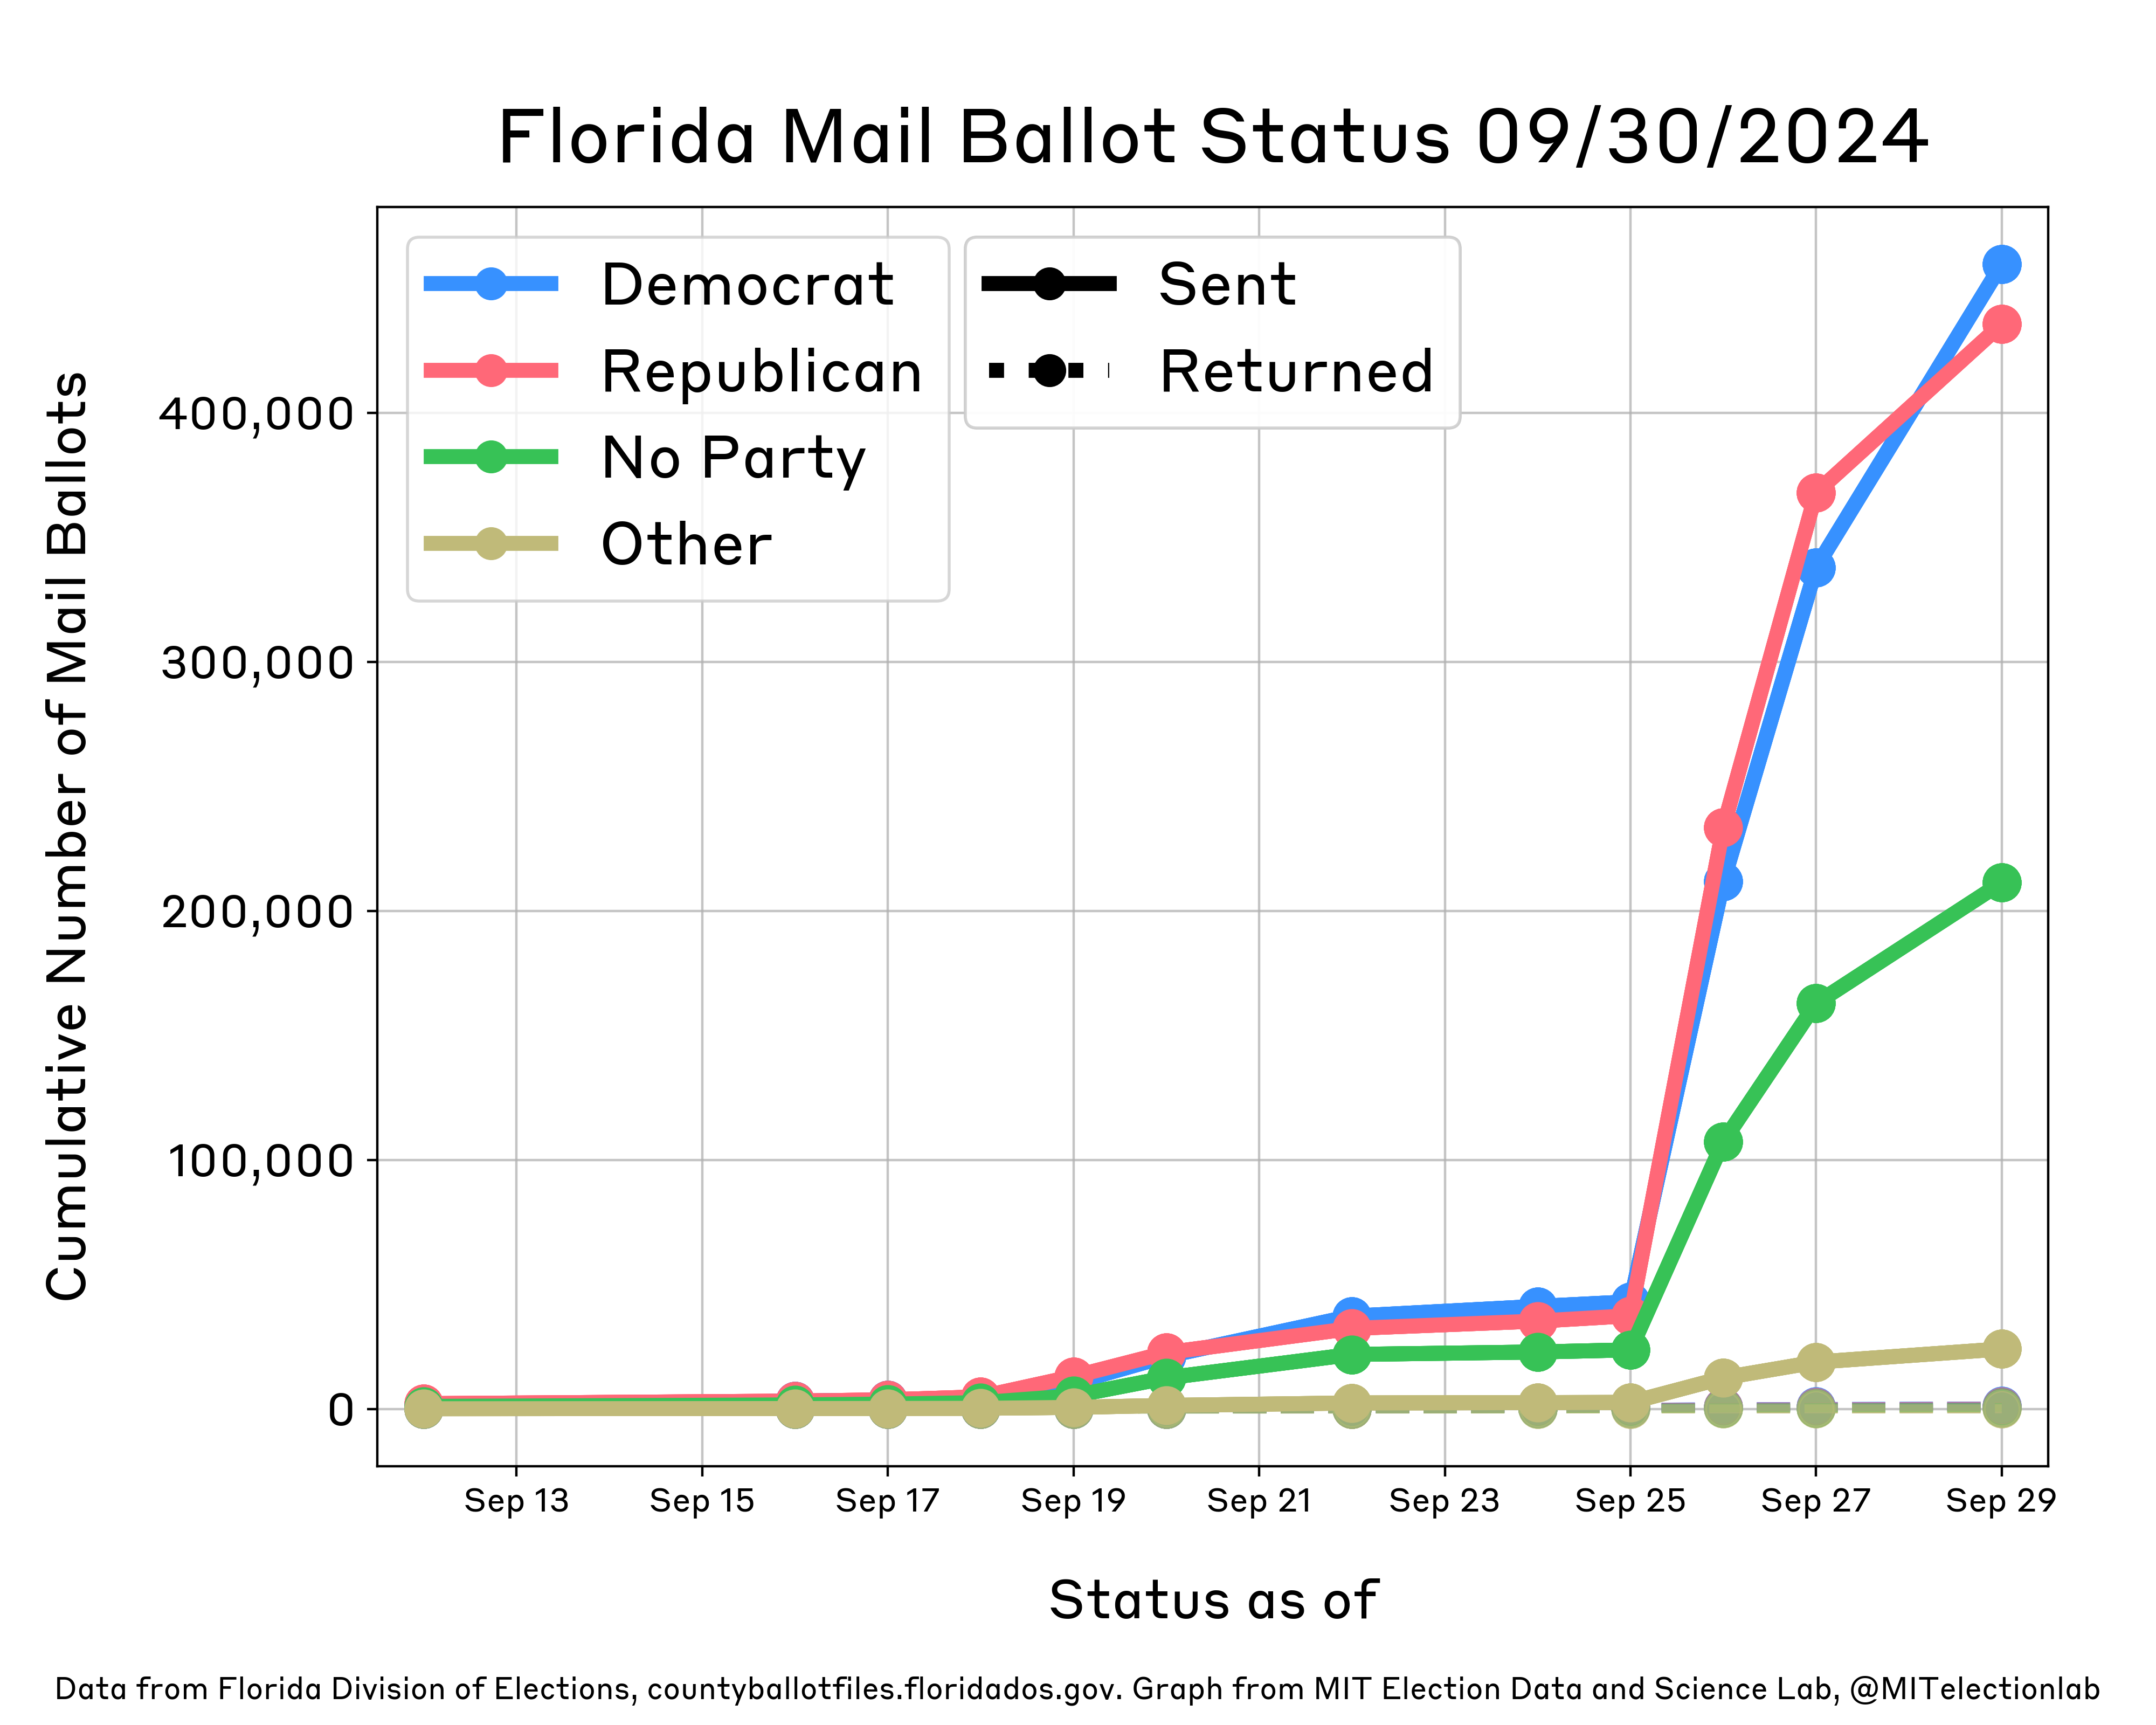 Florida Mail Ballot Status 09/30/2024
Democrat
Republican
No Party
Other
Sent
Returned
Cumulative Number of Mail Ballots
400,000
300,000
200,000
100,000
0
Sep 13
Sep 15
Sep 17
Sep 19
Sep 21
Sep 23
Sep 25
Sep 27
Sep 29
Status as of
Data from Florida Division of Elections, countyballotfiles.floridados.gov. Graph from MIT Election Data and Science Lab, @MITelectionlab